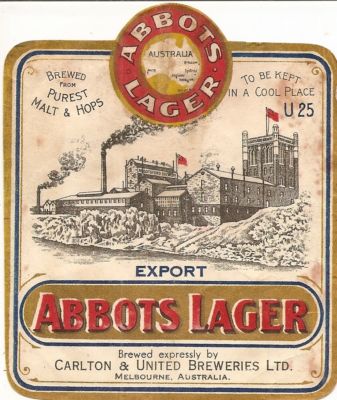 ABBOTS
AUSTRALIA
LAGER
BREWED
FROM
PUREST
MALT & HOPS
TO BE KEPT
IN A COOL PLACE
U 25
EXPORT
ABBOTS LAGER
Brewed expressly by
CARLTON & UNITED BREWERIES LTD.
MELBOURNE, AUSTRALIA.